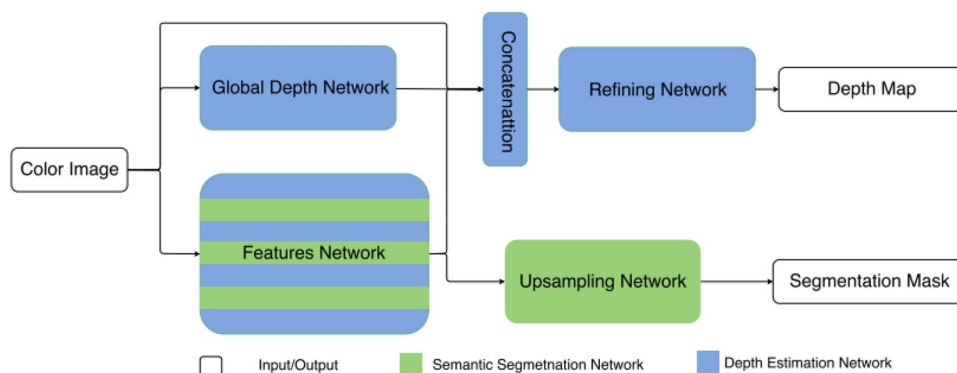 Global Depth Network
Concatenattion
Refining Network
Depth Map
Color Image
Features Network
Upsampling Network
Segmentation Mask
Input/Output
Semantic Segmetnation Network
Depth Estimation Network